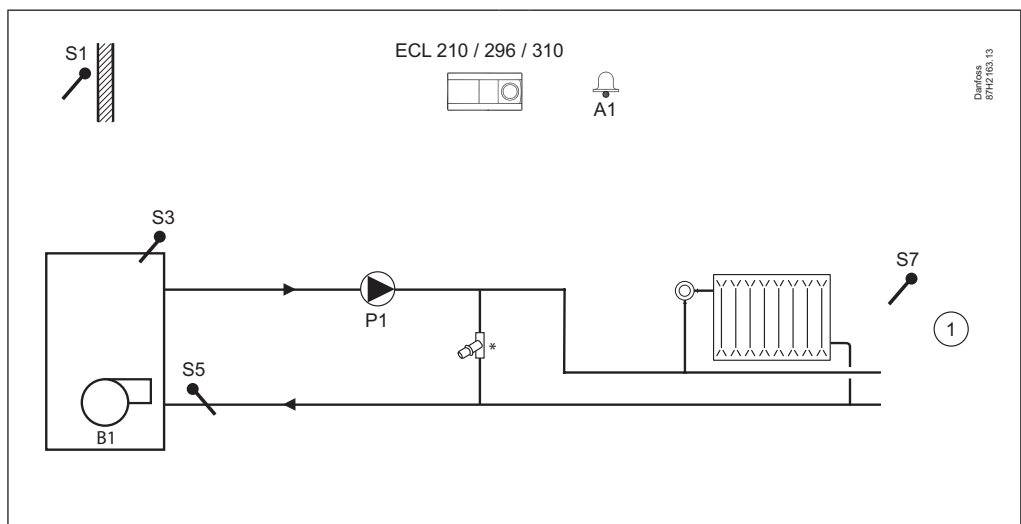 S1
ECL 210 / 296 / 310
A1
Danfoss
87H2163.13
S3
S7
P1
1
*
S5
B1